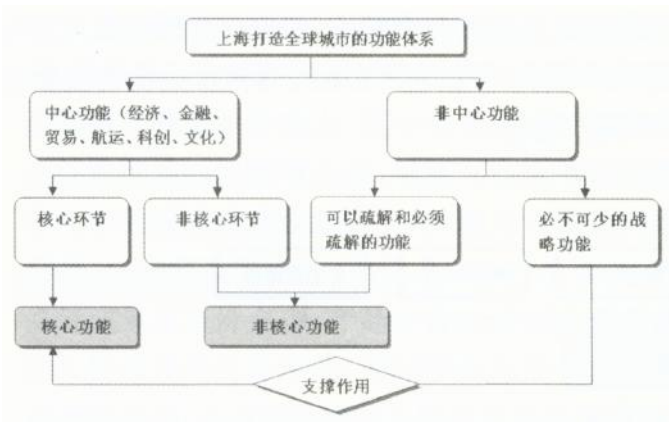 上海打造全球城市的功能体系
中心功能（经济、金融、
贸易、航运、科创、文化）
非中心功能
核心环节
非核心环节
可以疏解和必须
疏解的功能
必不可少的战
略功能
核心功能
非核心功能
支撑作用